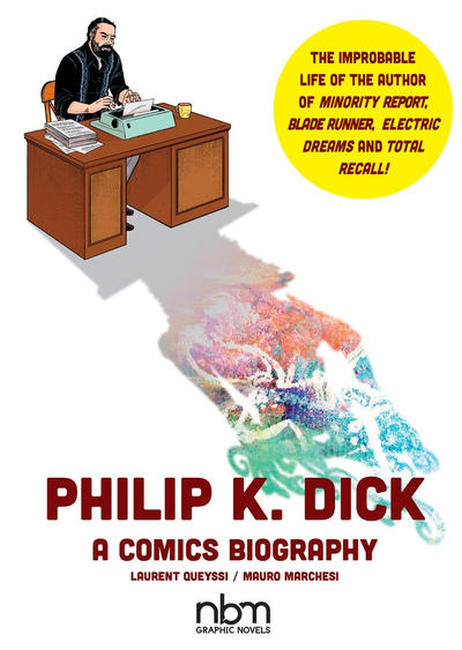 THE IMPROBABLE
LIFE OF THE AUTHOR
OF MINORITY REPORT,
BLADE RUNNER, ELECTRIC
DREAMS AND TOTAL
RECALL!
PHILIP K. DICK
A COMICS BIOGRAPHY
LAURENT QUEYSSI / MAURO MARCHESI
nbm
GRAPHIC NOVELS